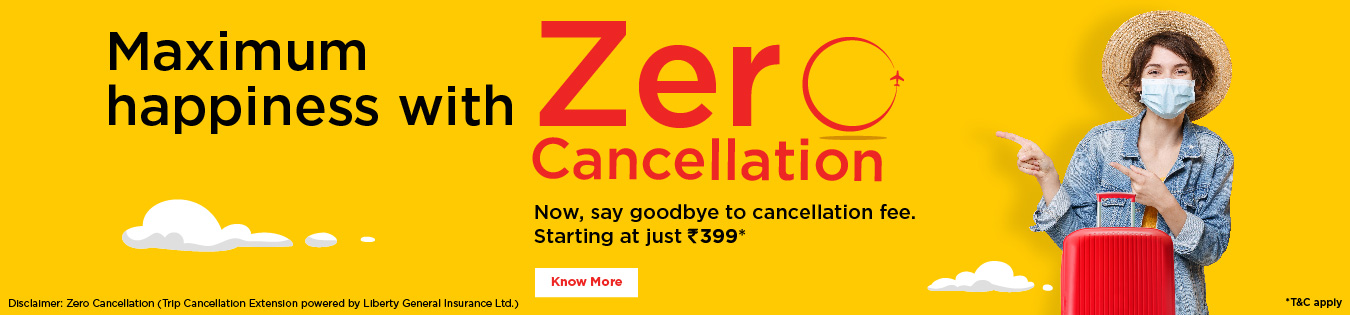 Maximum
happiness with
Zero
Cancellation
Now, say goodbye to cancellation fee.
Starting at just ₹399*
Know More
Disclaimer: Zero Cancellation (Trip Cancellation Extension powered by Liberty General Insurance Ltd.)
*T&C apply